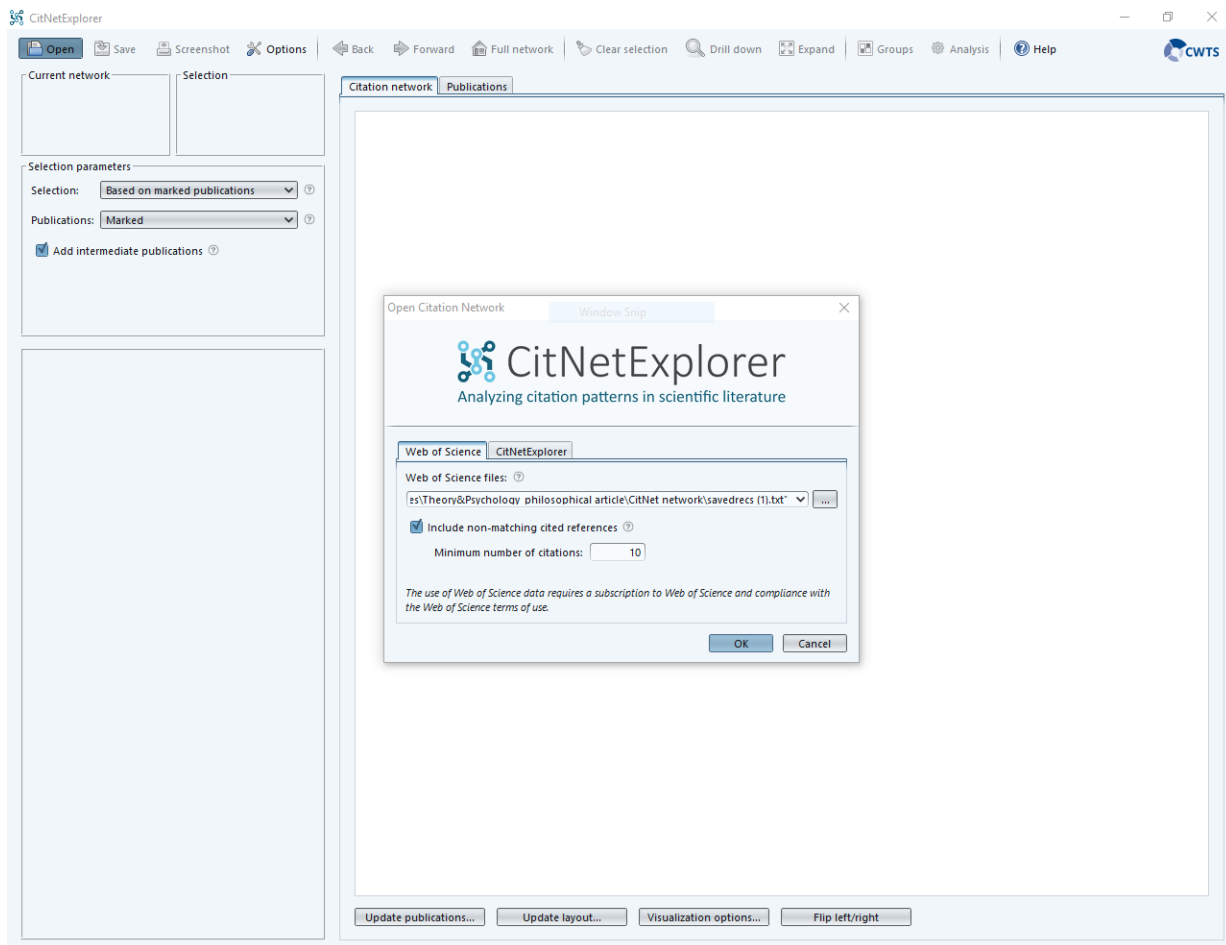 CitNetExplorer
Open Save Screenshot Options Back Forward Full network Clear selection Drill down Expand Groups Analysis Help CWTS
Current network Selection
Citation network Publications
Selection parameters
Selection: Based on marked publications
Publications: Marked
Add intermediate publications
Open Citation Network
Window Snip
CitNetExplorer
Analyzing citation patterns in scientific literature
Web of Science CitNetExplorer
Web of Science files:
es\Theory&Psychology philosophical article\CitNet network\savedrecs (1).txt" ...
Include non-matching cited references
Minimum number of citations: 10
The use of Web of Science data requires a subscription to Web of Science and compliance with
the Web of Science terms of use.
OK Cancel
Update publications... Update layout... Visualization options... Flip left/right